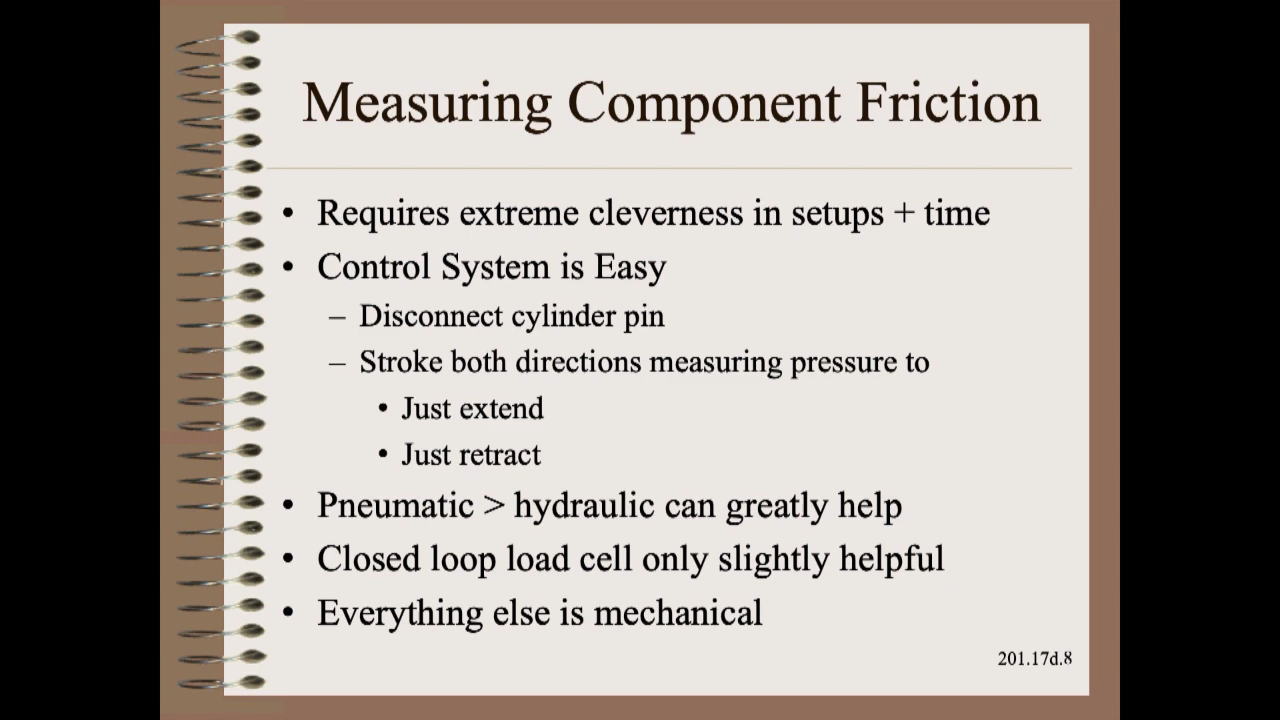 Measuring Component Friction
• Requires extreme cleverness in setups + time
• Control System is Easy
– Disconnect cylinder pin
– Stroke both directions measuring pressure to
• Just extend
• Just retract
• Pneumatic > hydraulic can greatly help
• Closed loop load cell only slightly helpful
• Everything else is mechanical
201.17d.8